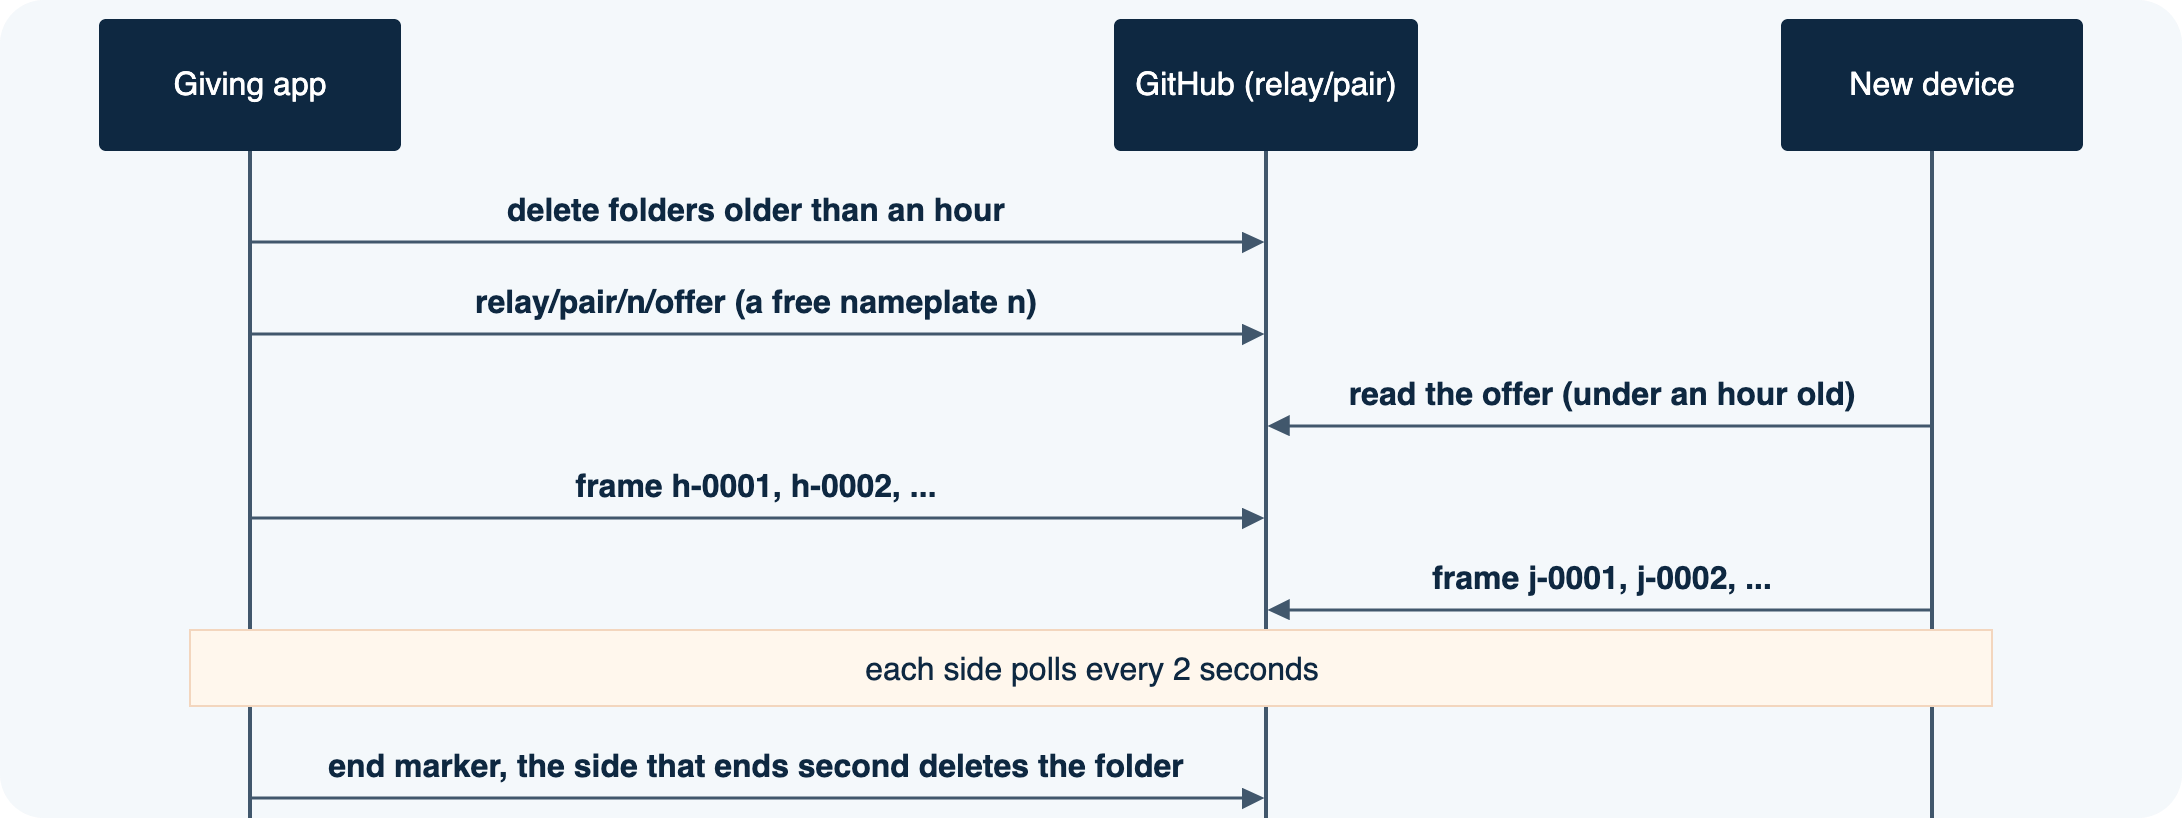 Giving app
GitHub (relay/pair)
New device
delete folders older than an hour
relay/pair/n/offer (a free nameplate n)
read the offer (under an hour old)
frame h-0001, h-0002, ...
frame j-0001, j-0002, ...
each side polls every 2 seconds
end marker, the side that ends second deletes the folder